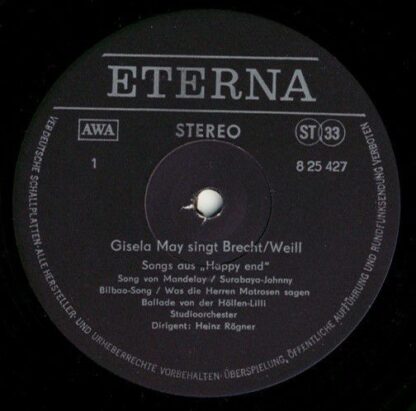 ETERNA
AWA
STEREO
ST 33
1
8 25 427
Gisela May singt Brecht/Weill
Songs aus „Happy end“
Song von Mandelay / Surabaya-Johnny
Bilbao-Song / Was die Herren Matrosen sagen
Ballade von der Höllen-Lilli
Studioorchester
Dirigent: Heinz Rögner
VEB DEUTSCHE SCHALLPLATTEN · ALLE HERSTELLER- UND URHEBERRECHTE VORBEHALTEN · ÜBERSPIELUNG, ÖFFENTLICHE AUFFÜHRUNG UND RUNDFUNKSENDUNG VERBOTEN